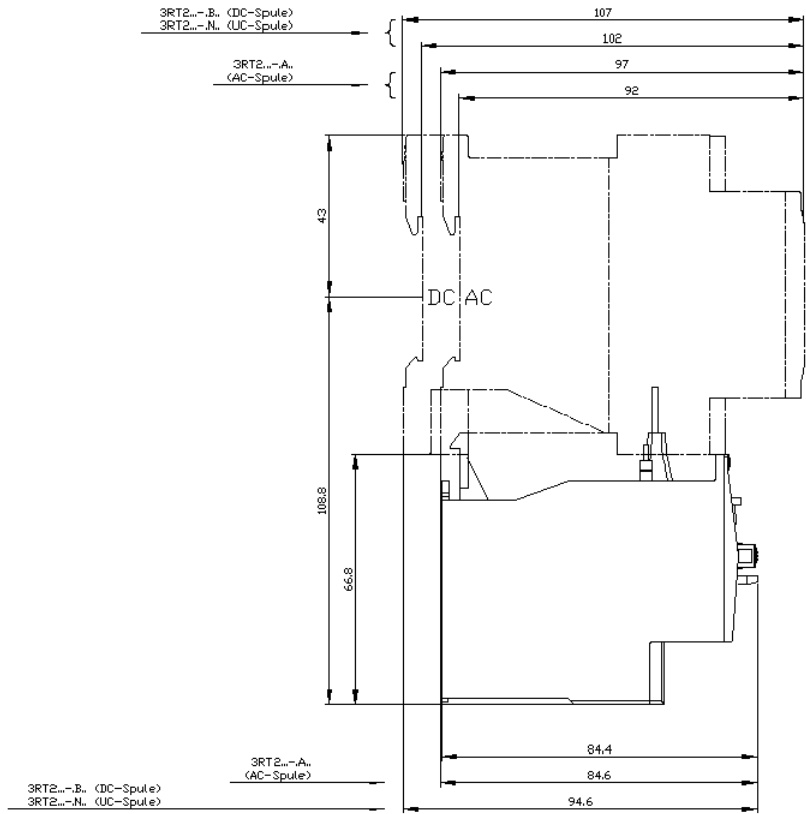 3RT2...-.B.. (DC-Spule)
3RT2...-.N.. (UC-Spule)
107
102
3RT2...-.A..
(AC-Spule)
97
92
43
DC AC
108.8
66.8
84.4
3RT2...-.A..
(AC-Spule)
84.6
3RT2...-.B.. (DC-Spule)
3RT2...-.N.. (UC-Spule)
94.6